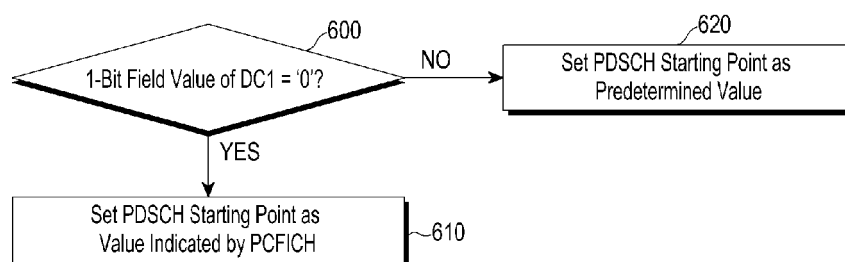 600
1-Bit Field Value of DC1 = '0'?
NO
620
Set PDSCH Starting Point as
Predetermined Value
YES
Set PDSCH Starting Point as
Value Indicated by PCFICH
610